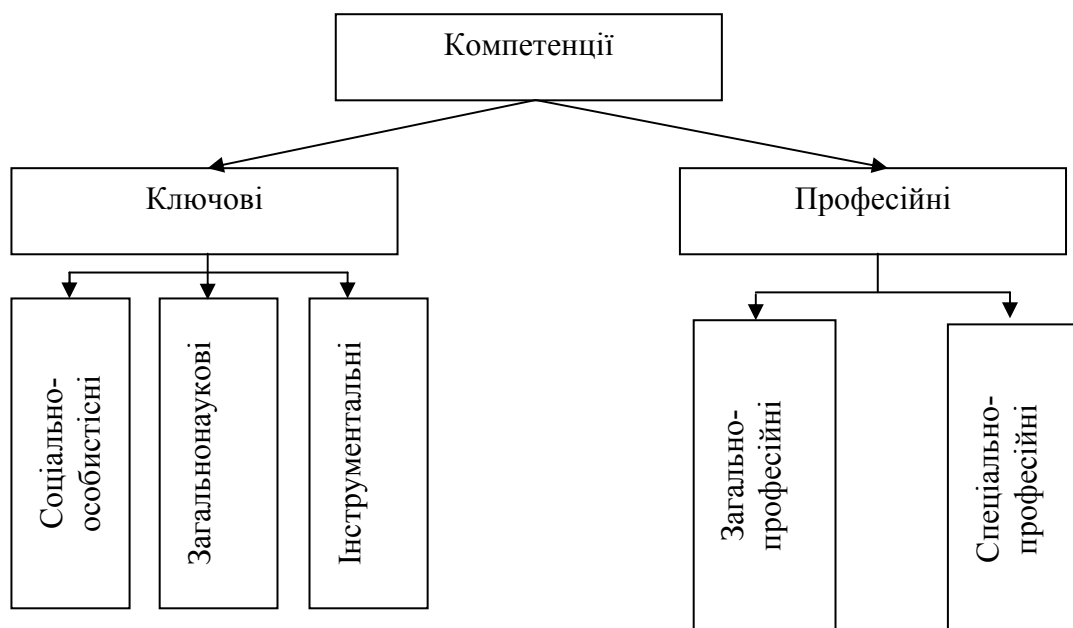 Компетенції
Ключові
Професійні
Соціально-
особистісні
Загальнонаукові
Інструментальні
Загально-
професійні
Спеціально-
професійні